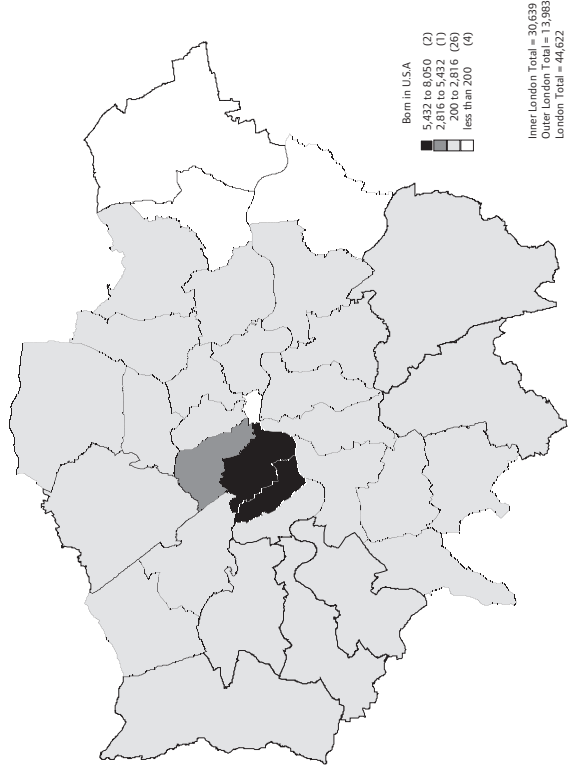 Born in U.S.A
5,432 to 8,050 (2)
2,816 to 5,432 (1)
200 to 2,816 (26)
less than 200 (4)
Inner London Total = 30,639
Outer London Total = 13,983
London Total = 44,622